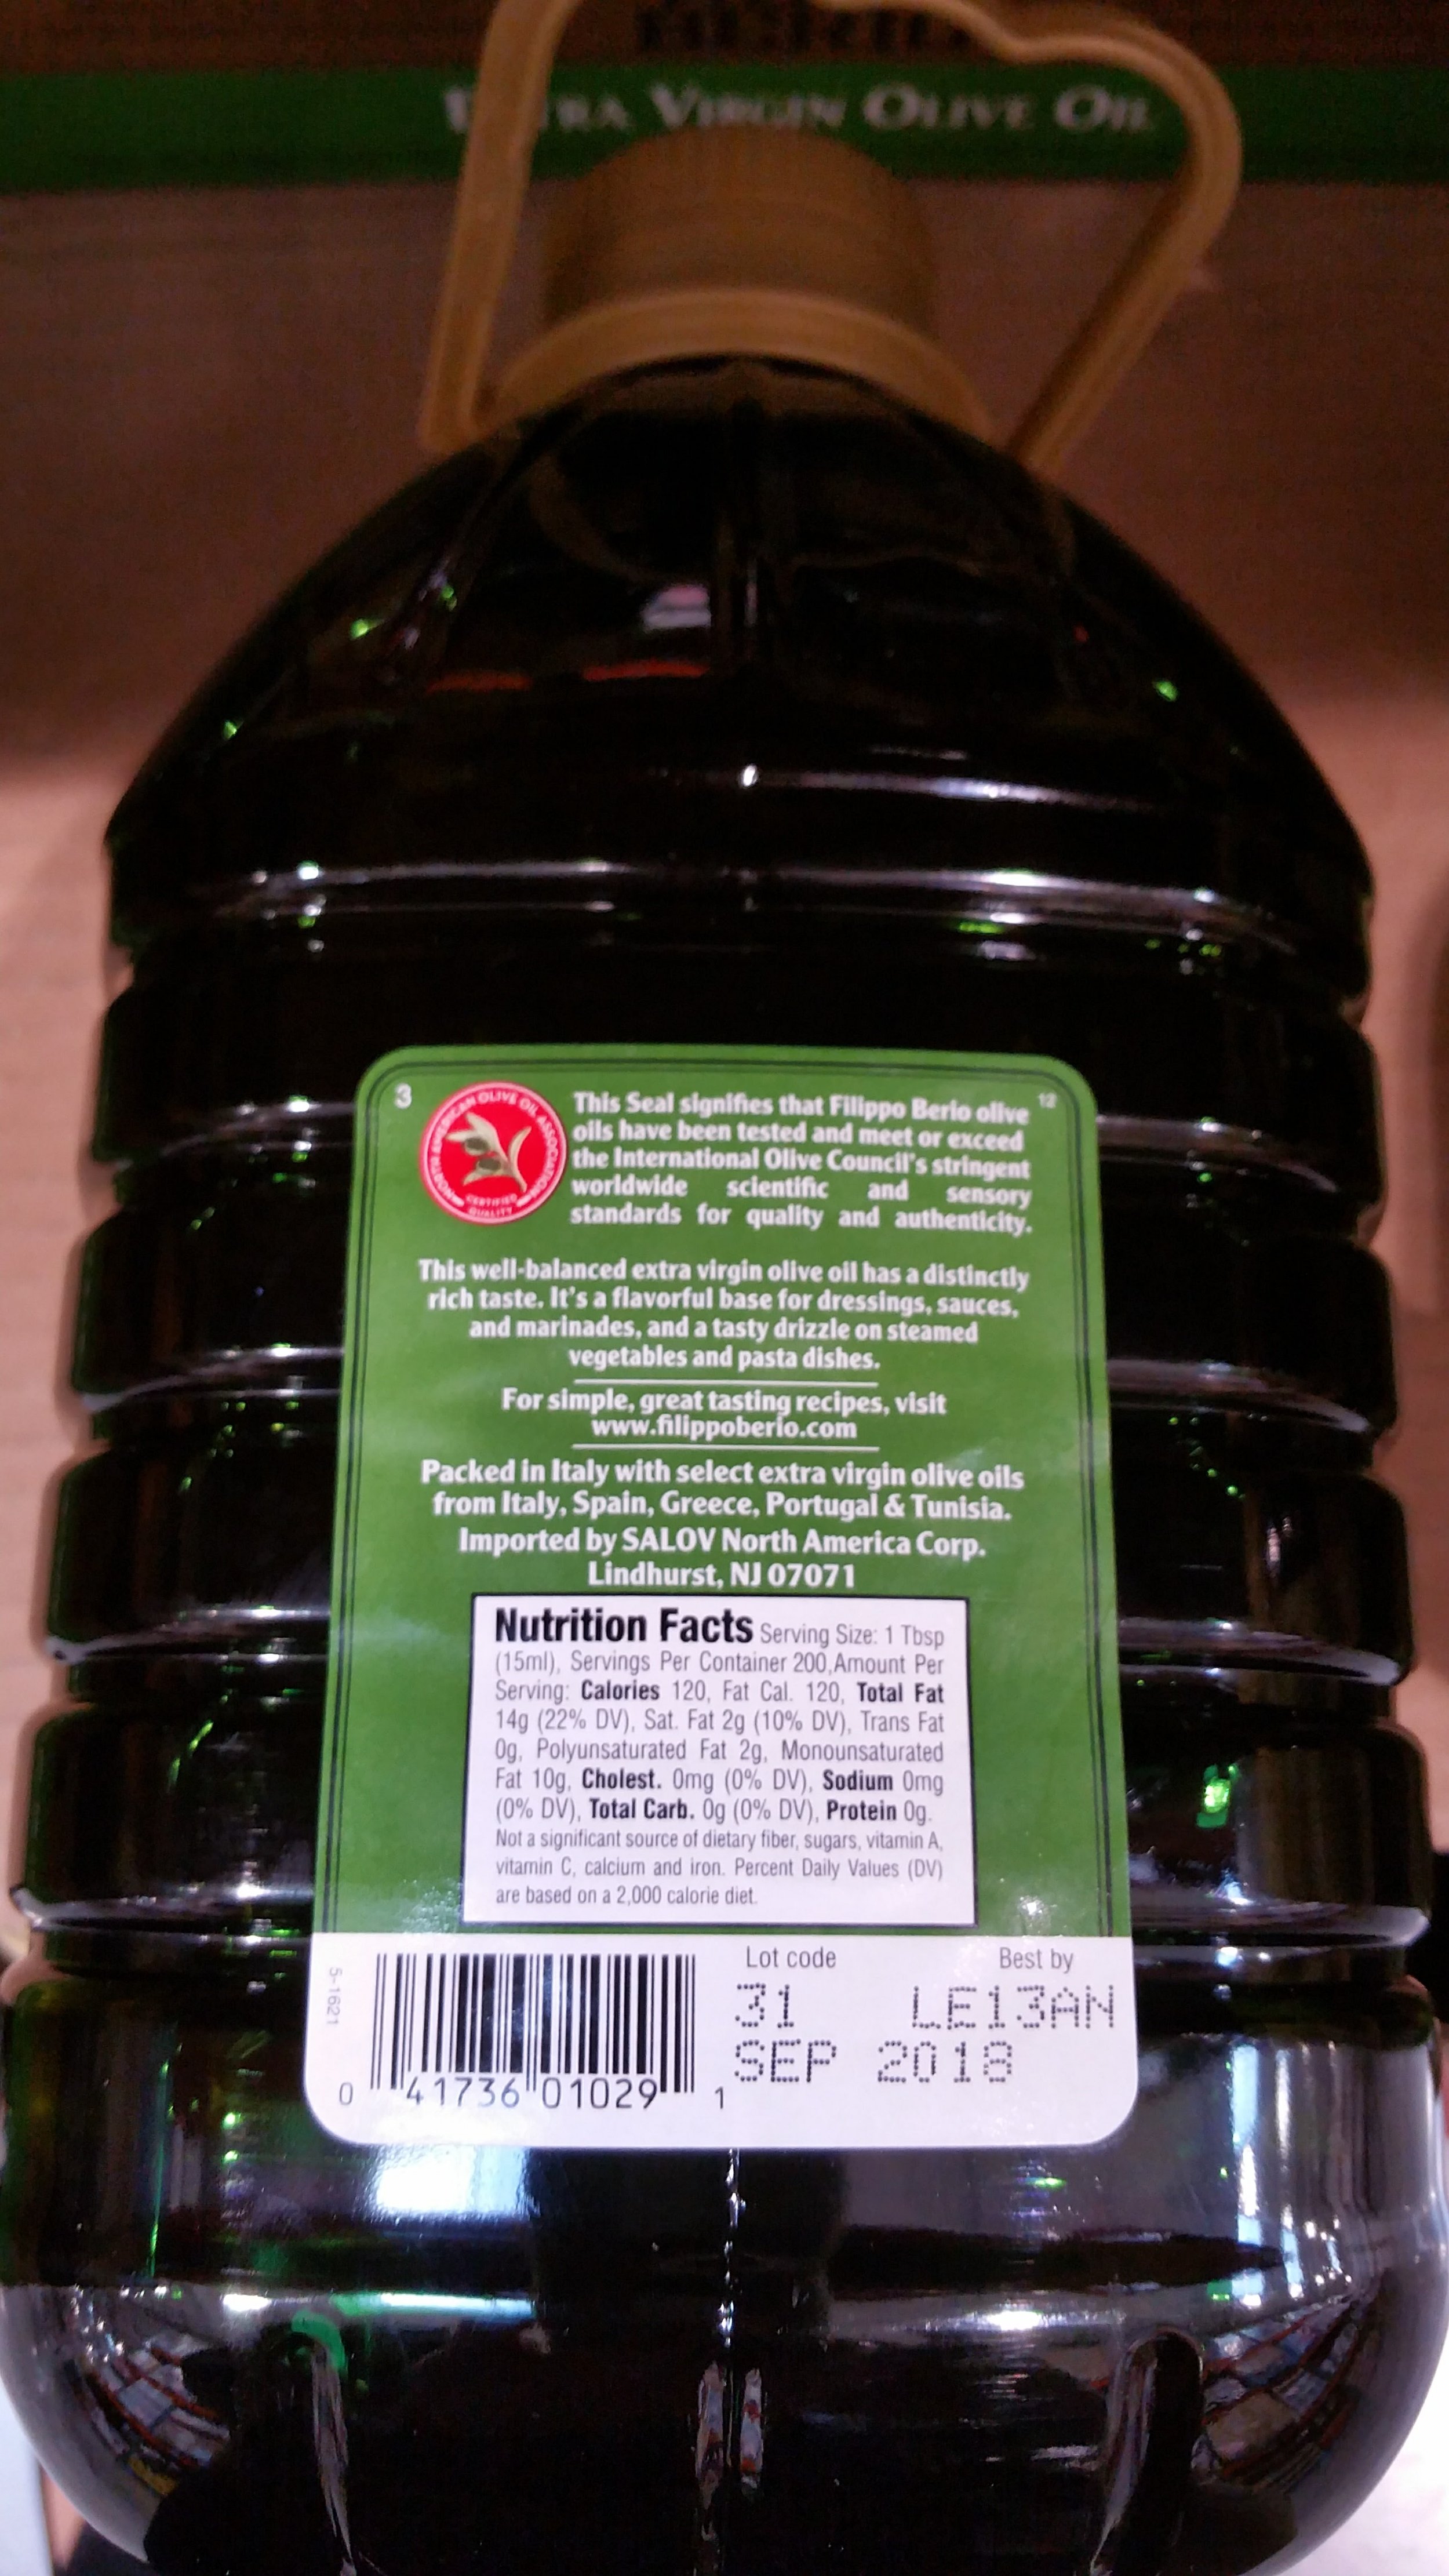 EXTRA VIRGIN OLIVE OIL
3
12
NORTH AMERICAN OLIVE OIL ASSOCIATION
CERTIFIED
QUALITY
This Seal signifies that Filippo Berio olive
oils have been tested and meet or exceed
the International Olive Council's stringent
worldwide scientific and sensory
standards for quality and authenticity.
This well-balanced extra virgin olive oil has a distinctly
rich taste. It's a flavorful base for dressings, sauces,
and marinades, and a tasty drizzle on steamed
vegetables and pasta dishes.
For simple, great tasting recipes, visit
www.filippoberio.com
Packed in Italy with select extra virgin olive oils
from Italy, Spain, Greece, Portugal & Tunisia.
Imported by SALOV North America Corp.
Lindhurst, NJ 07071
Nutrition Facts Serving Size: 1 Tbsp
(15ml), Servings Per Container 200,Amount Per
Serving: Calories 120, Fat Cal. 120, Total Fat
14g (22% DV), Sat. Fat 2g (10% DV), Trans Fat
0g, Polyunsaturated Fat 2g, Monounsaturated
Fat 10g, Cholest. 0mg (0% DV), Sodium 0mg
(0% DV), Total Carb. 0g (0% DV), Protein 0g.
Not a significant source of dietary fiber, sugars, vitamin A,
vitamin C, calcium and iron. Percent Daily Values (DV)
are based on a 2,000 calorie diet.
5-1621
0 41736 01029 1
Lot code Best by
31 LE13AN
SEP 2018